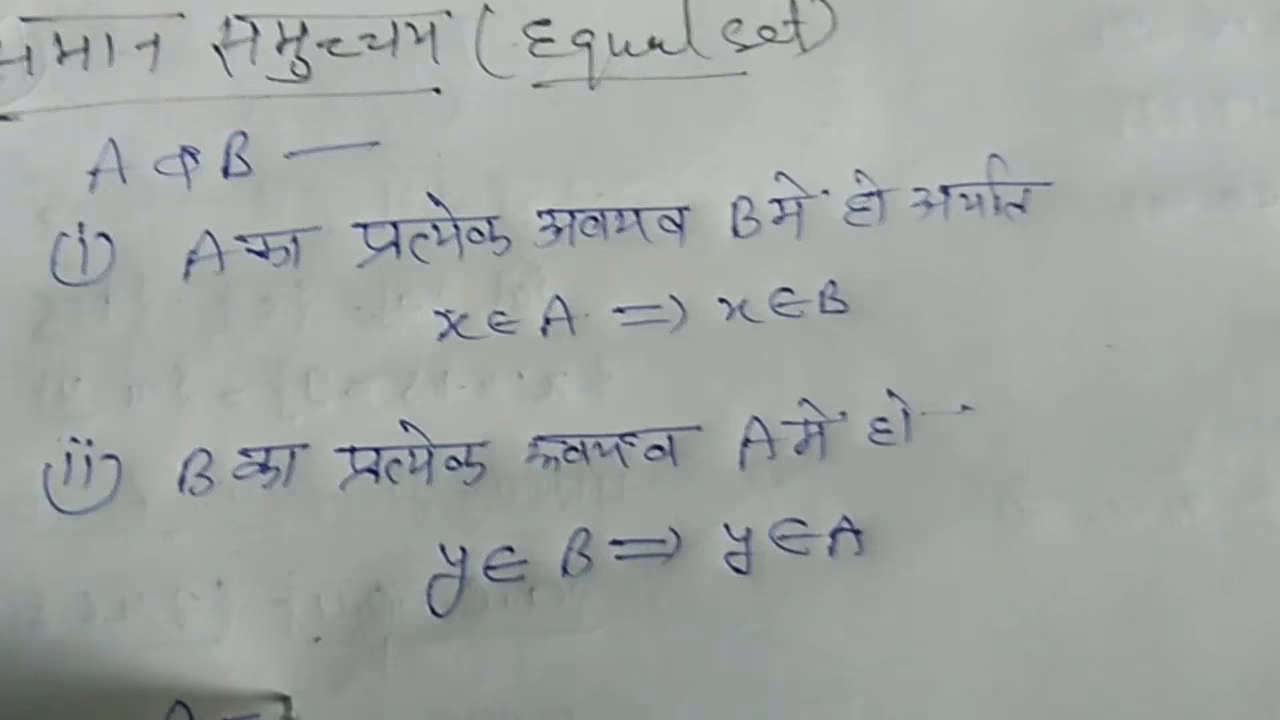 समान समुच्चय (Equal set)
A व B —
(i) A का प्रत्येक अवयव B में हो अर्थात
x ∈ A. ⇒ x ∈ B
(ii) B का प्रत्येक अवयव A में हो —
y ∈ B ⇒ y ∈ A